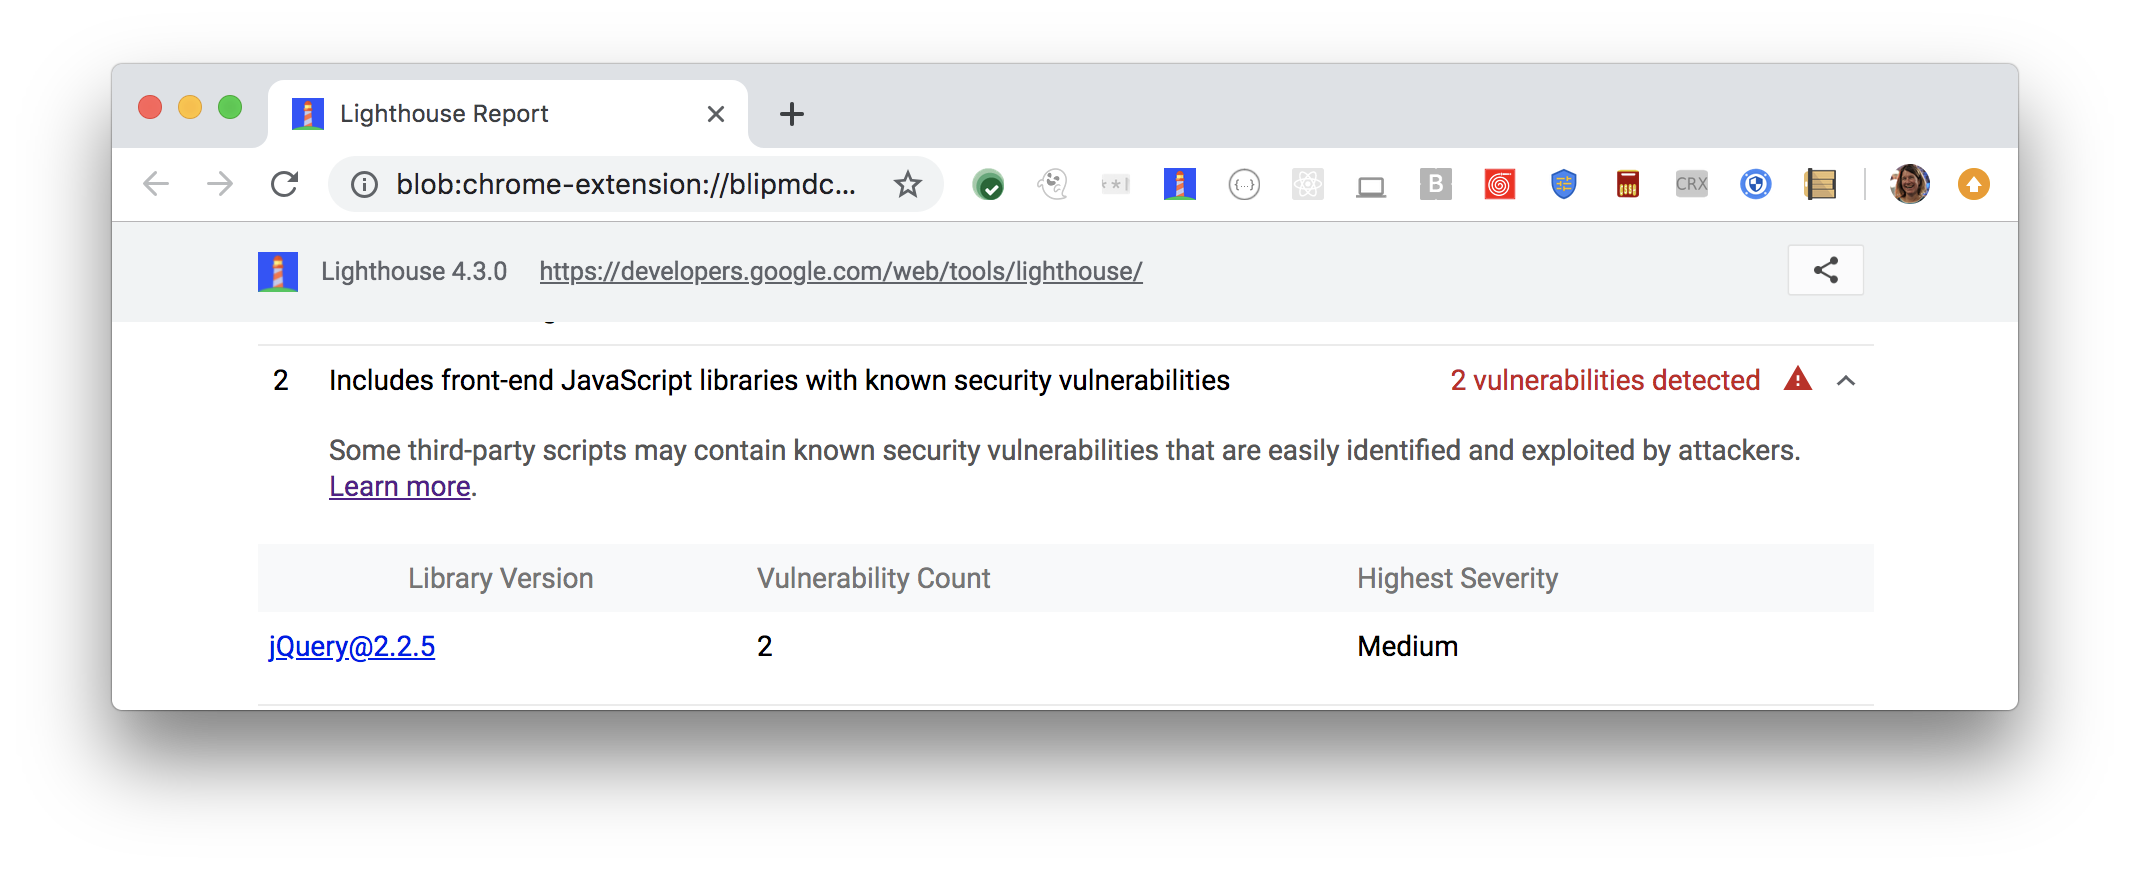 Lighthouse Report
blob:chrome-extension://blipmdc...
{...}
B
CRX
Lighthouse 4.3.0 https://developers.google.com/web/tools/lighthouse/
2 Includes front-end JavaScript libraries with known security vulnerabilities 2 vulnerabilities detected
Some third-party scripts may contain known security vulnerabilities that are easily identified and exploited by attackers.
Learn more.
Library Version Vulnerability Count Highest Severity
jQuery@2.2.5 2 Medium